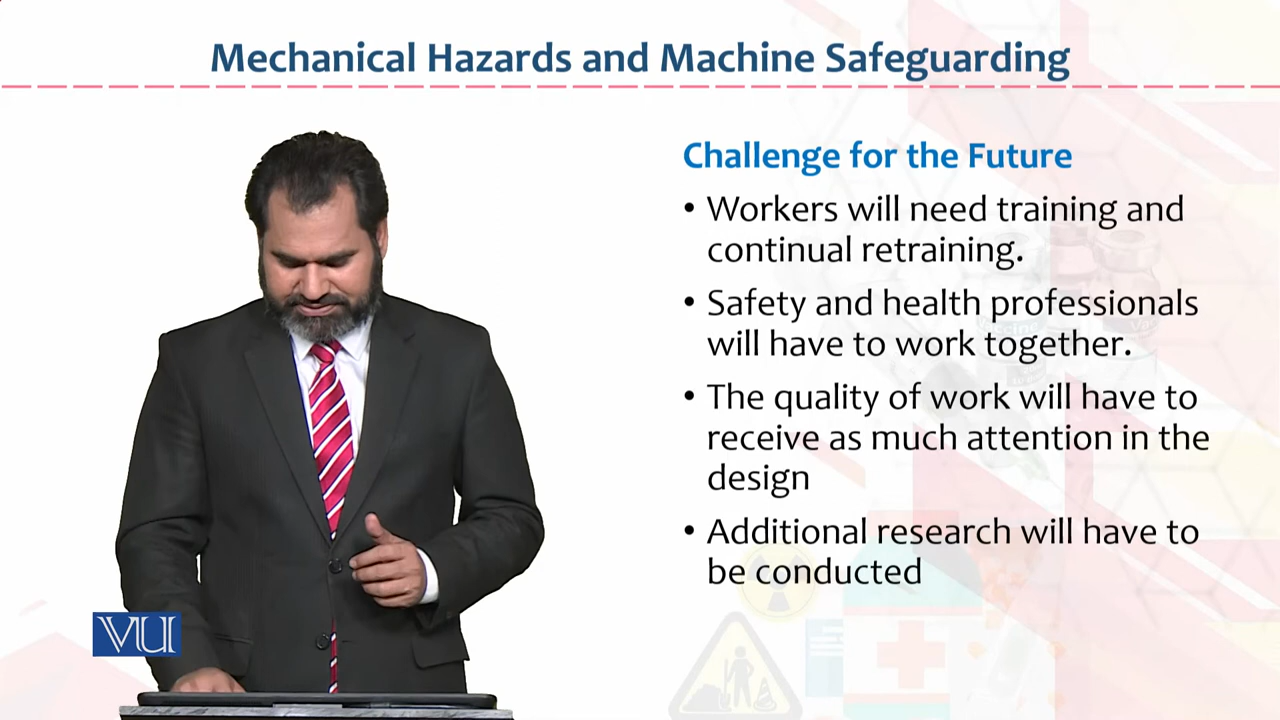 Mechanical Hazards and Machine Safeguarding
Challenge for the Future
• Workers will need training and
continual retraining.
• Safety and health professionals
will have to work together.
• The quality of work will have to
receive as much attention in the
design
• Additional research will have to
be conducted
VU